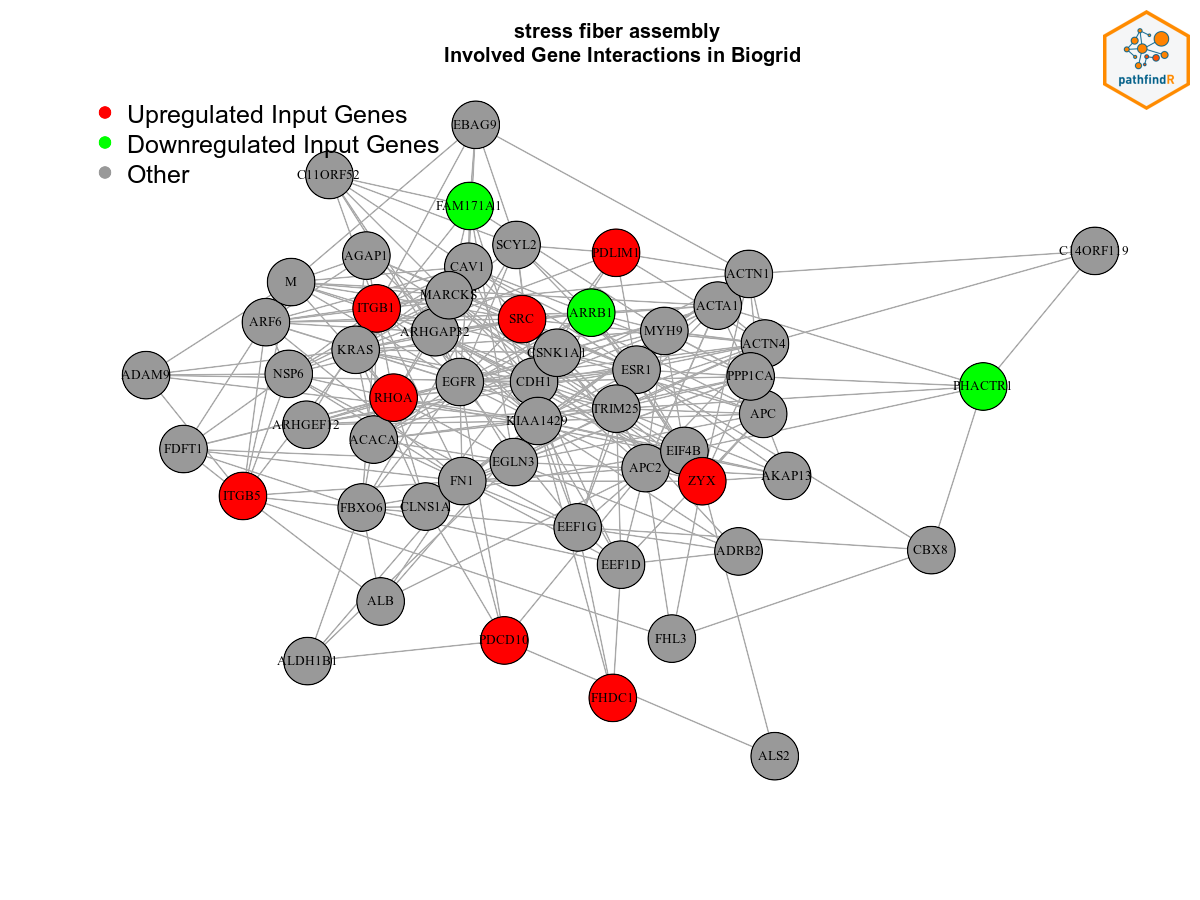 stress fiber assembly
Involved Gene Interactions in Biogrid
pathfindR
Upregulated Input Genes
Downregulated Input Genes
Other
EBAG9
C11ORF52
FAM171A1
SCYL2
PDLIM1
C14ORF119
AGAP1
CAV1
ACTN1
M
MARCKS
ITGB1
ACTA1
ARRB1
SRC
ARF6
ARHGAP32
MYH9
ACTN4
KRAS
CSNK1A1
ESR1
ADAM9
NSP6
EGFR
CDH1
PPP1CA
PHACTR1
RHOA
TRIM25
APC
ARHGEF12
KIAA1429
ACACA
FDFT1
EIF4B
EGLN3
APC2
AKAP13
FN1
ZYX
ITGB5
FBXO6
CLNS1A
EEF1G
CBX8
ADRB2
EEF1D
ALB
FHL3
PDCD10
ALDH1B1
FHDC1
ALS2